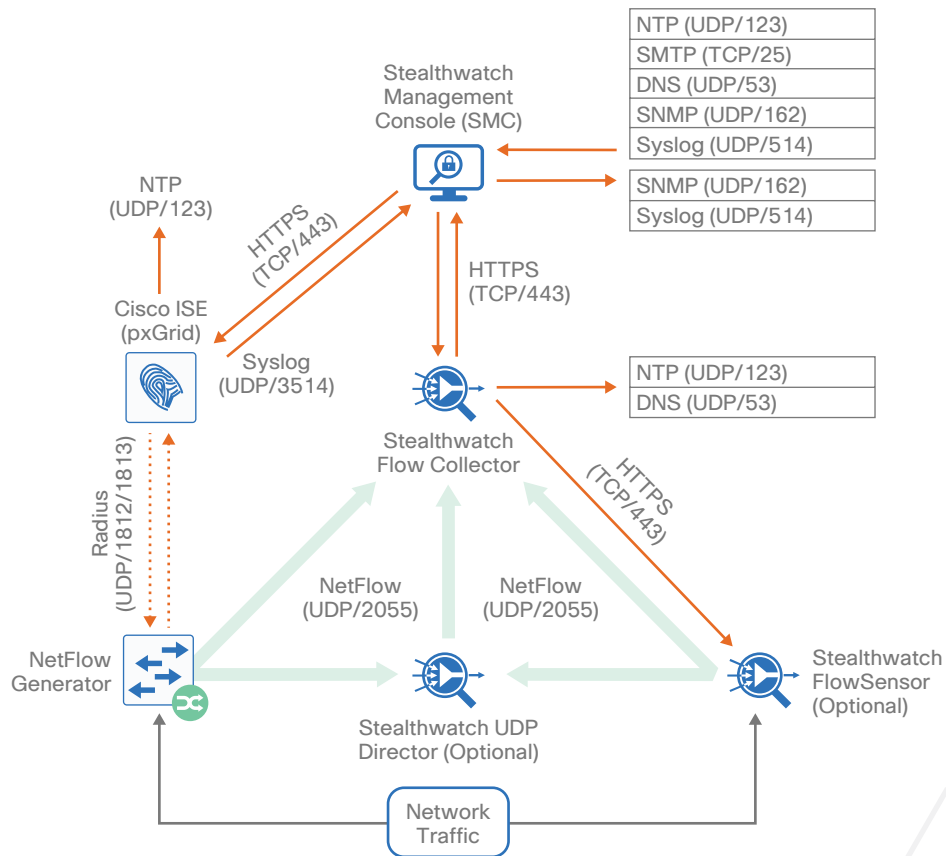 NTP (UDP/123)
SMTP (TCP/25)
DNS (UDP/53)
SNMP (UDP/162)
Syslog (UDP/514)
Stealthwatch
Management
Console (SMC)
SNMP (UDP/162)
Syslog (UDP/514)
NTP
(UDP/123)
HTTPS
(TCP/443)
HTTPS
(TCP/443)
Cisco ISE
(pxGrid)
Syslog
(UDP/3514)
NTP (UDP/123)
DNS (UDP/53)
Stealthwatch
Flow Collector
HTTPS
(TCP/443)
Radius
(UDP/1812/1813)
NetFlow
(UDP/2055)
NetFlow
(UDP/2055)
NetFlow
Generator
Stealthwatch
FlowSensor
(Optional)
Stealthwatch UDP
Director (Optional)
Network
Traffic